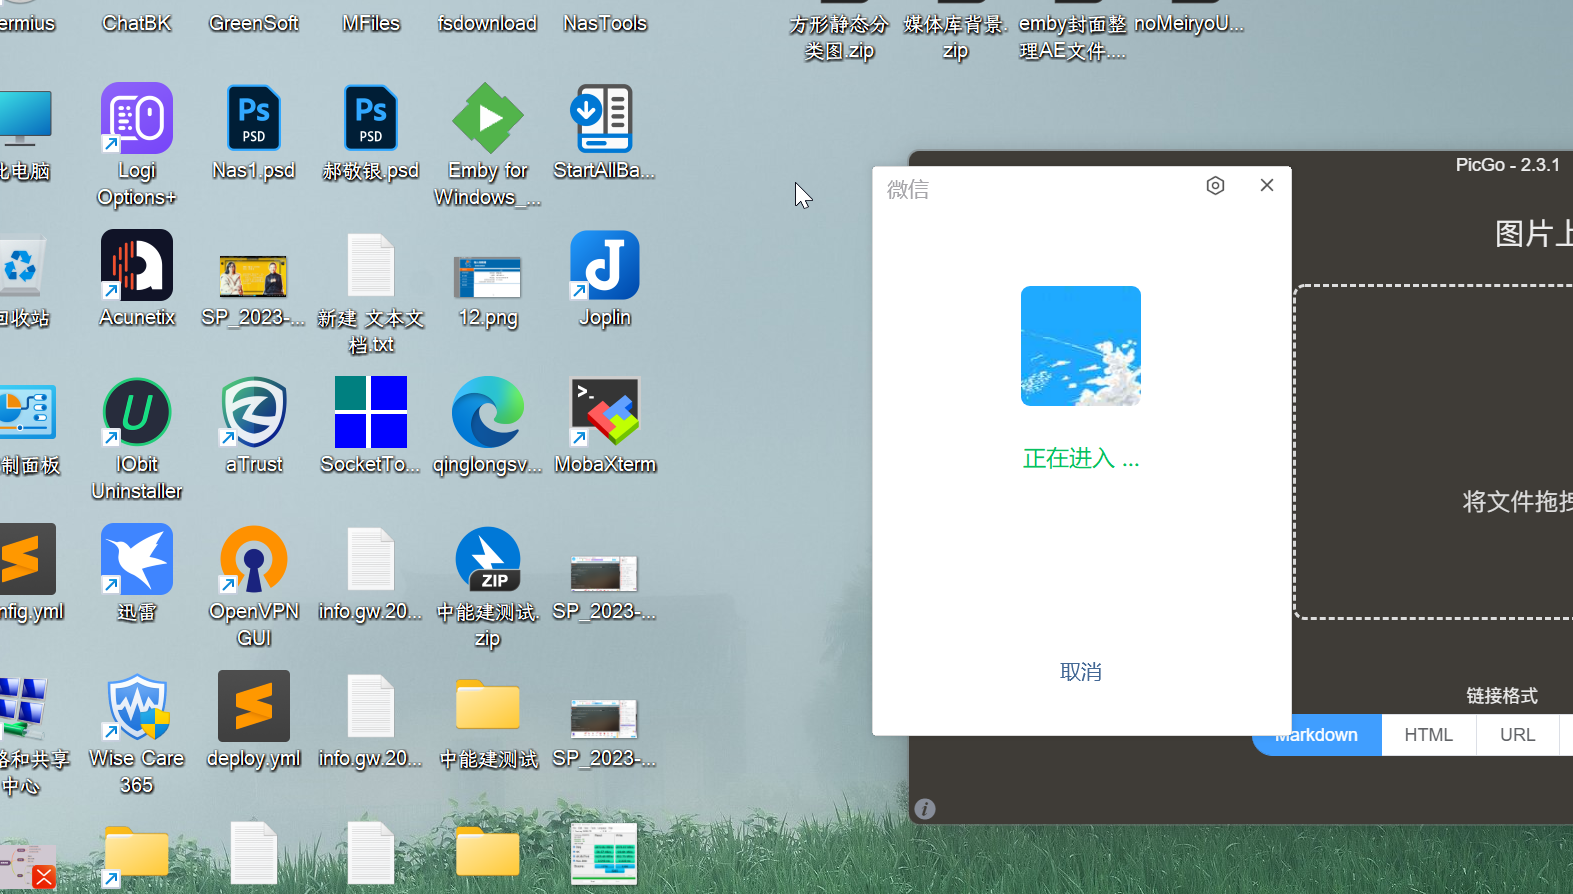 ermius
ChatBK
GreenSoft
MFiles
fsdownload
NasTools
方形静态分
类图.zip
媒体库背景.
zip
emby封面整
理AE文件....
noMeiryoU...
此电脑
Logi
Options+
Ps
PSD
Nas1.psd
Ps
PSD
郝敬银.psd
Emby for
Windows_...
StartAllBa...
回收站
Acunetix
SP_2023-...
新建 文本文
档.txt
12.png
Joplin
制面板
IObit
Uninstaller
aTrust
SocketTo...
qinglongsv...
MobaXterm
nfig.yml
迅雷
OpenVPN
GUI
info.gw.20...
ZIP
中能建测试.
zip
SP_2023-...
络和共享
中心
Wise Care
365
deploy.yml
info.gw.20...
中能建测试
SP_2023-...
微信
正在进入 ...
取消
PicGo - 2.3.1
图片上
将文件拖拽
链接格式
Markdown
HTML
URL